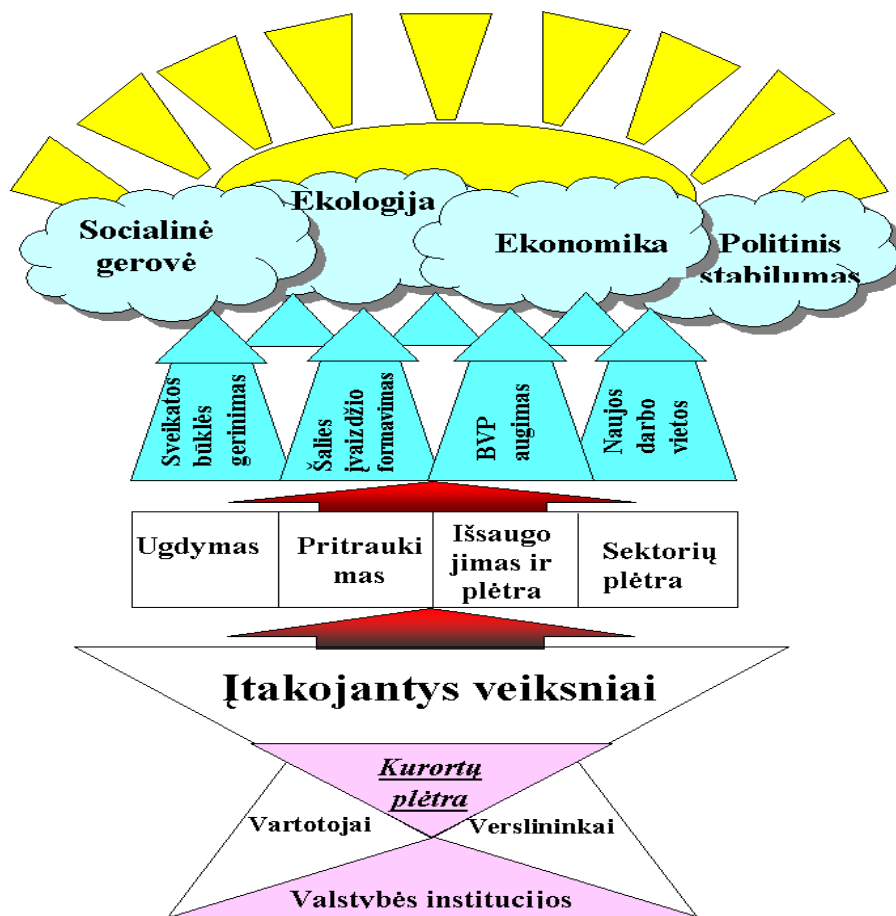 Ekologija
Socialinė
gerovė
Ekonomika
Politinis
stabilumas
Sveikatos
būklės
gerinimas
Šalies
įvaizdžio
formavimas
BVP
augimas
Naujos
darbo
vietos
Ugdymas
Pritrauki
mas
Išsaugo
jimas ir
plėtra
Sektorių
plėtra
Įtakojantys veiksniai
Kurortų
plėtra
Vartotojai
Verslininkai
Valstybės institucijos